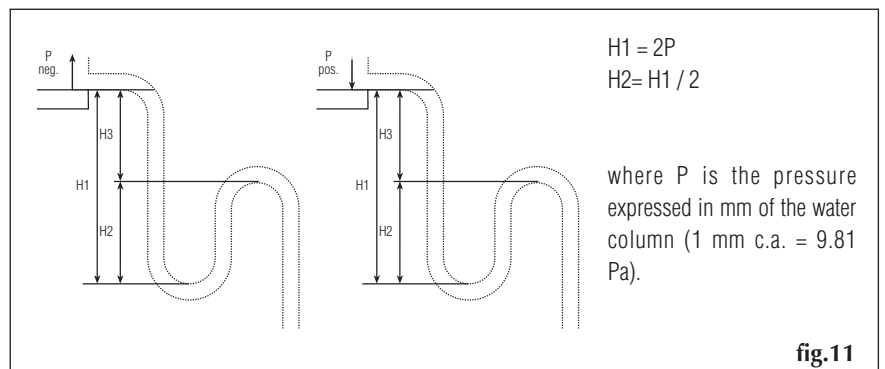 P
neg.
H3
H1
H2
P
pos.
H3
H1
H2
H1 = 2P
H2= H1 / 2
where P is the pressure
expressed in mm of the water
column (1 mm c.a. = 9.81
Pa).
fig.11